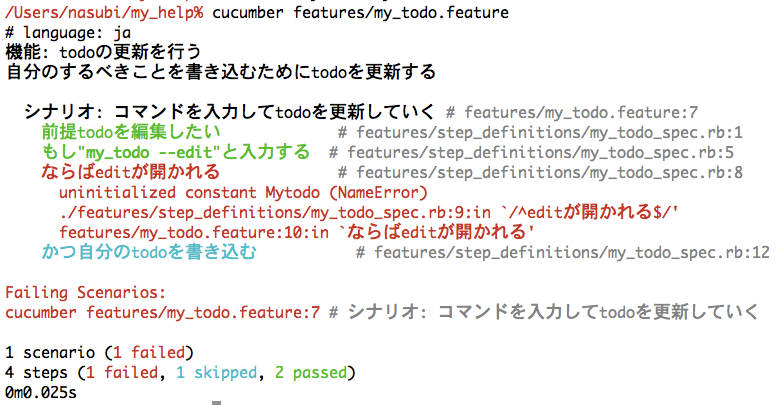 /Users/nasubi/my_help% cucumber features/my_todo.feature
# language: ja
機能: todoの更新を行う
自分のするべきことを書き込むためにtodoを更新する
シナリオ: コマンドを入力してtodoを更新していく # features/my_todo.feature:7
前提todoを編集したい # features/step_definitions/my_todo_spec.rb:1
もし"my_todo --edit"と入力する # features/step_definitions/my_todo_spec.rb:5
ならばeditが開かれる # features/step_definitions/my_todo_spec.rb:8
uninitialized constant Mytodo (NameError)
./features/step_definitions/my_todo_spec.rb:9:in `/^editが開かれる$/'
features/my_todo.feature:10:in `ならばeditが開かれる'
かつ自分のtodoを書き込む # features/step_definitions/my_todo_spec.rb:12
Failing Scenarios:
cucumber features/my_todo.feature:7 # シナリオ: コマンドを入力してtodoを更新していく
1 scenario (1 failed)
4 steps (1 failed, 1 skipped, 2 passed)
0m0.025s